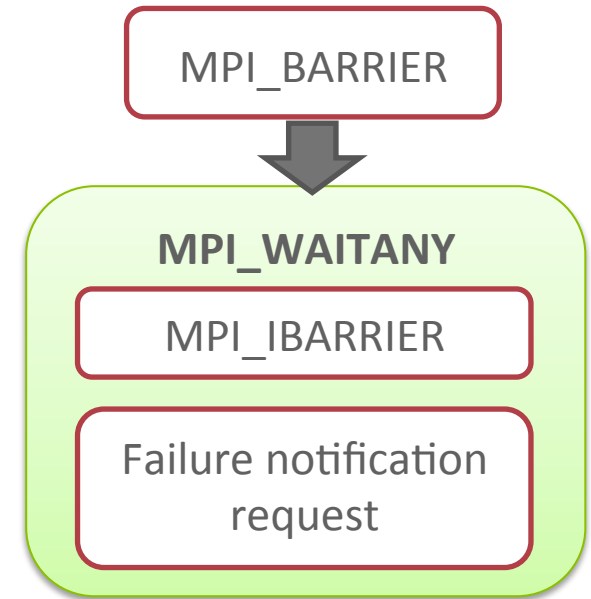 MPI_BARRIER
MPI_WAITANY
MPI_IBARRIER
Failure notification
request